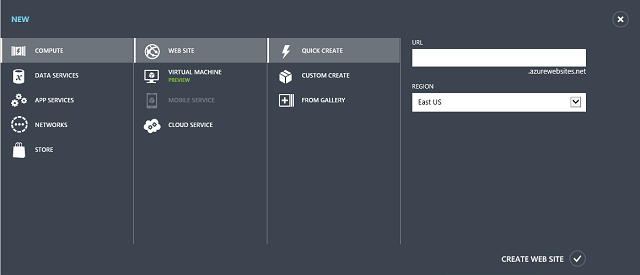 NEW
COMPUTE
DATA SERVICES
APP SERVICES
NETWORKS
STORE
WEB SITE
VIRTUAL MACHINE
PREVIEW
MOBILE SERVICE
CLOUD SERVICE
QUICK CREATE
CUSTOM CREATE
FROM GALLERY
URL
.azurewebsites.net
REGION
East US
CREATE WEB SITE